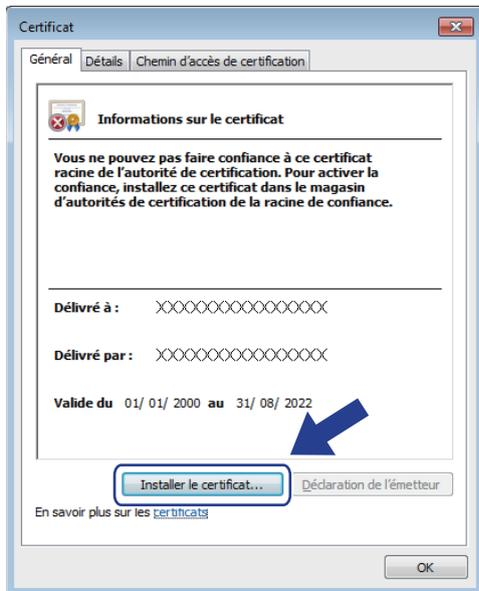 Certificat
Général Détails Chemin d'accès de certification
Informations sur le certificat
Vous ne pouvez pas faire confiance à ce certificat
racine de l'autorité de certification. Pour activer la
confiance, installez ce certificat dans le magasin
d'autorités de certification de la racine de confiance.
Délivré à : XXXXXXXXXXXXXXXXX
Délivré par : XXXXXXXXXXXXXXXXX
Valide du 01/ 01/ 2000 au 31/ 08/ 2022
Installer le certificat... Déclaration de l'émetteur
En savoir plus sur les certificats
OK